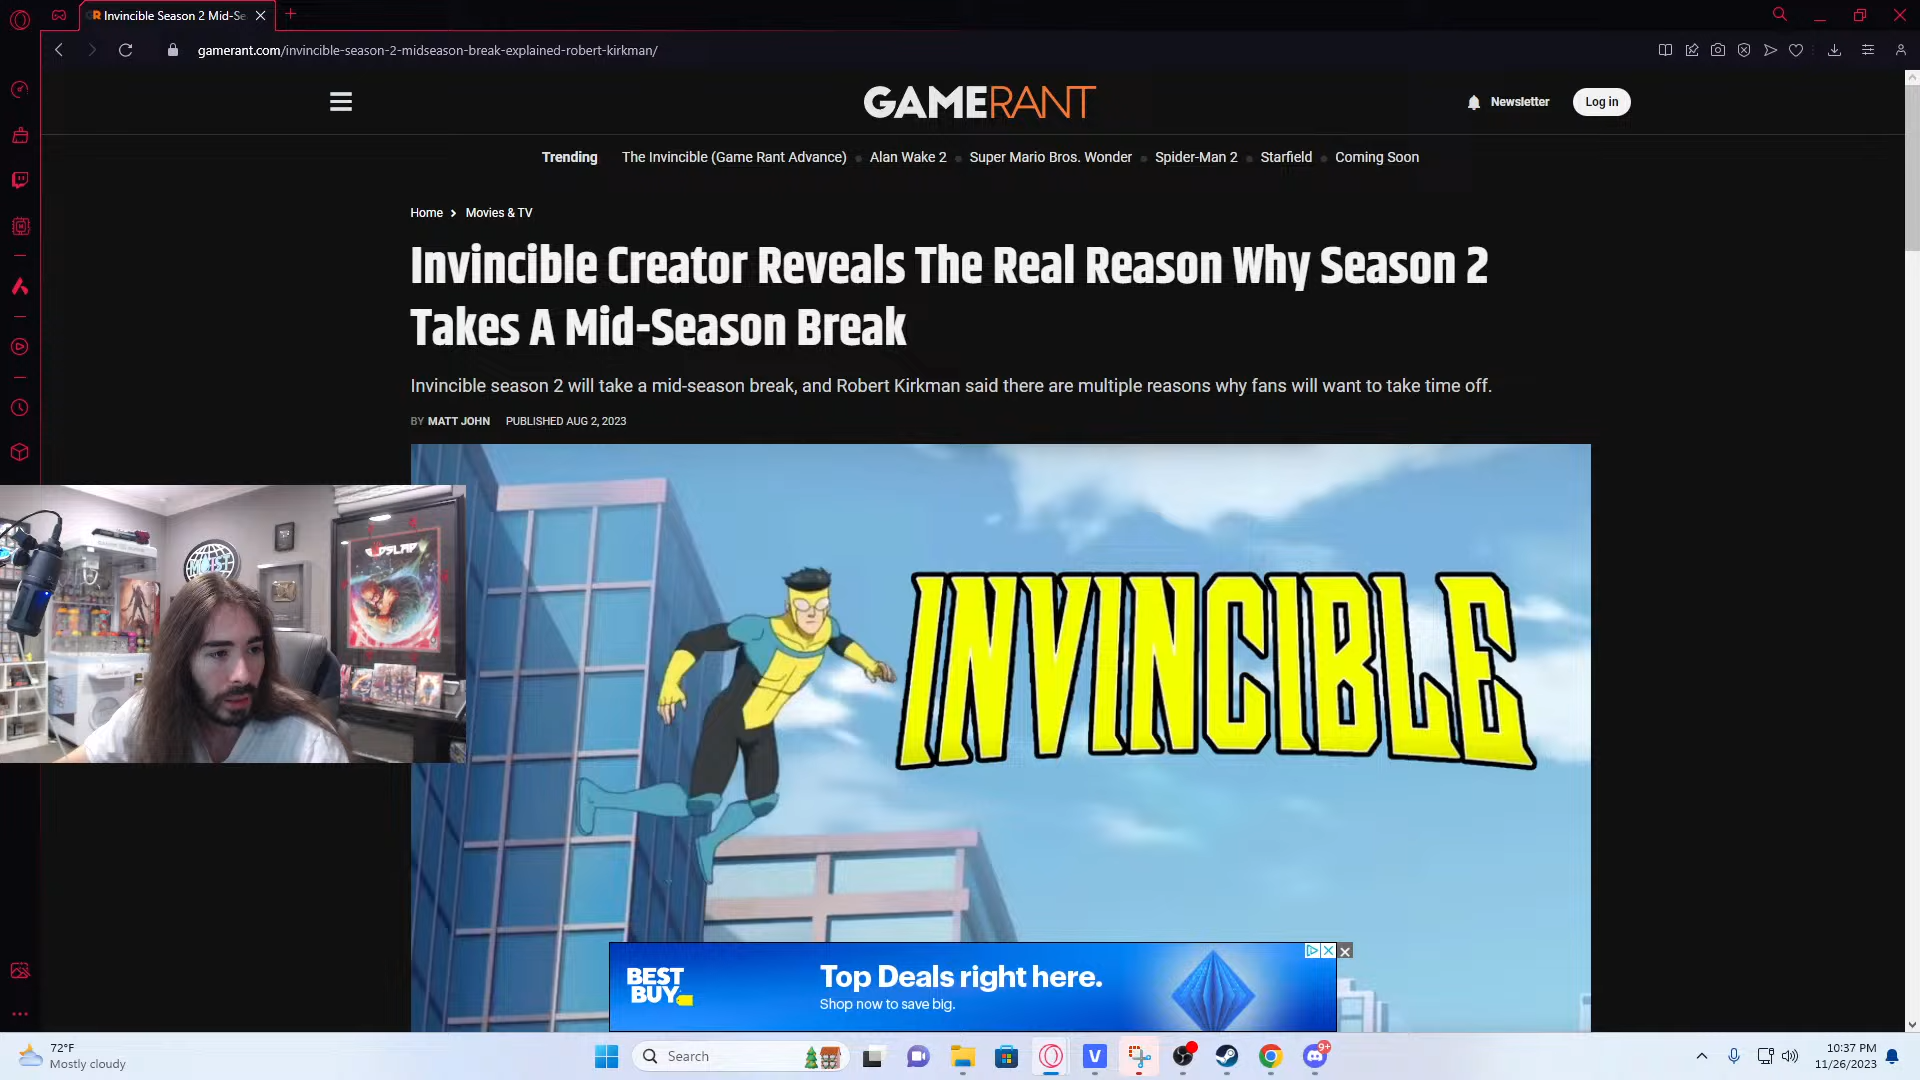 Invincible Season 2 Mid-Se
gamerant.com/invincible-season-2-midseason-break-explained-robert-kirkman/
GAMERANT
Newsletter
Log in
Trending
The Invincible (Game Rant Advance)
Alan Wake 2
Super Mario Bros. Wonder
Spider-Man 2
Starfield
Coming Soon
Home
Movies & TV
Invincible Creator Reveals The Real Reason Why Season 2
Takes A Mid-Season Break
Invincible season 2 will take a mid-season break, and Robert Kirkman said there are multiple reasons why fans will want to take time off.
BY MATT JOHN
PUBLISHED AUG 2, 2023
MOIST
INVINCIBLE
BEST
BUY
Top Deals right here.
Shop now to save big.
72°F
Mostly cloudy
Search
V
9+
10:37 PM
11/26/2023